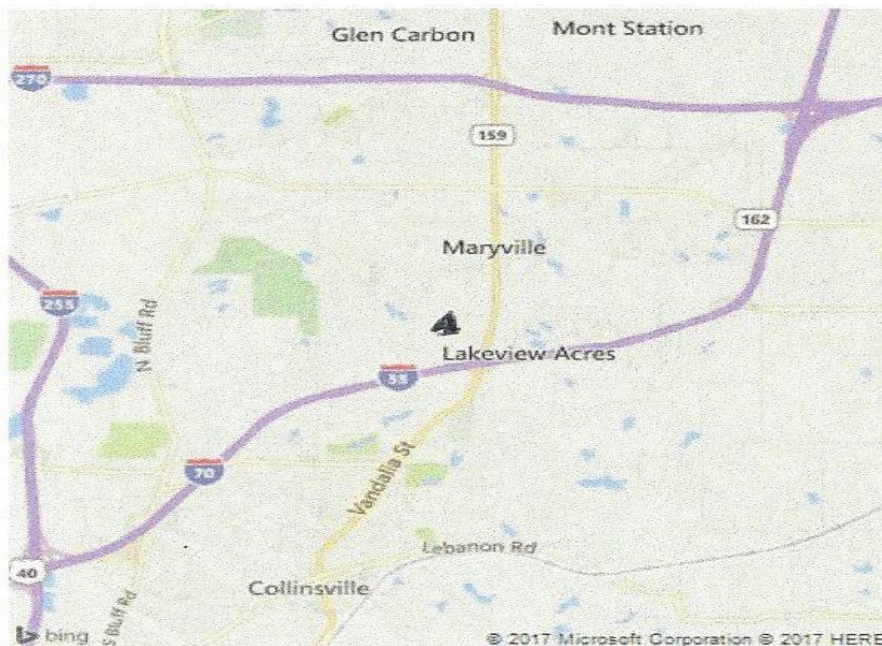 Glen Carbon
Mont Station
270
159
162
Maryville
255
N Bluff Rd
Lakeview Acres
55
70
Vandalia St
Lebanon Rd
40
Collinsville
S Bluff Rd
bing
© 2017 Microsoft Corporation © 2017 HERE